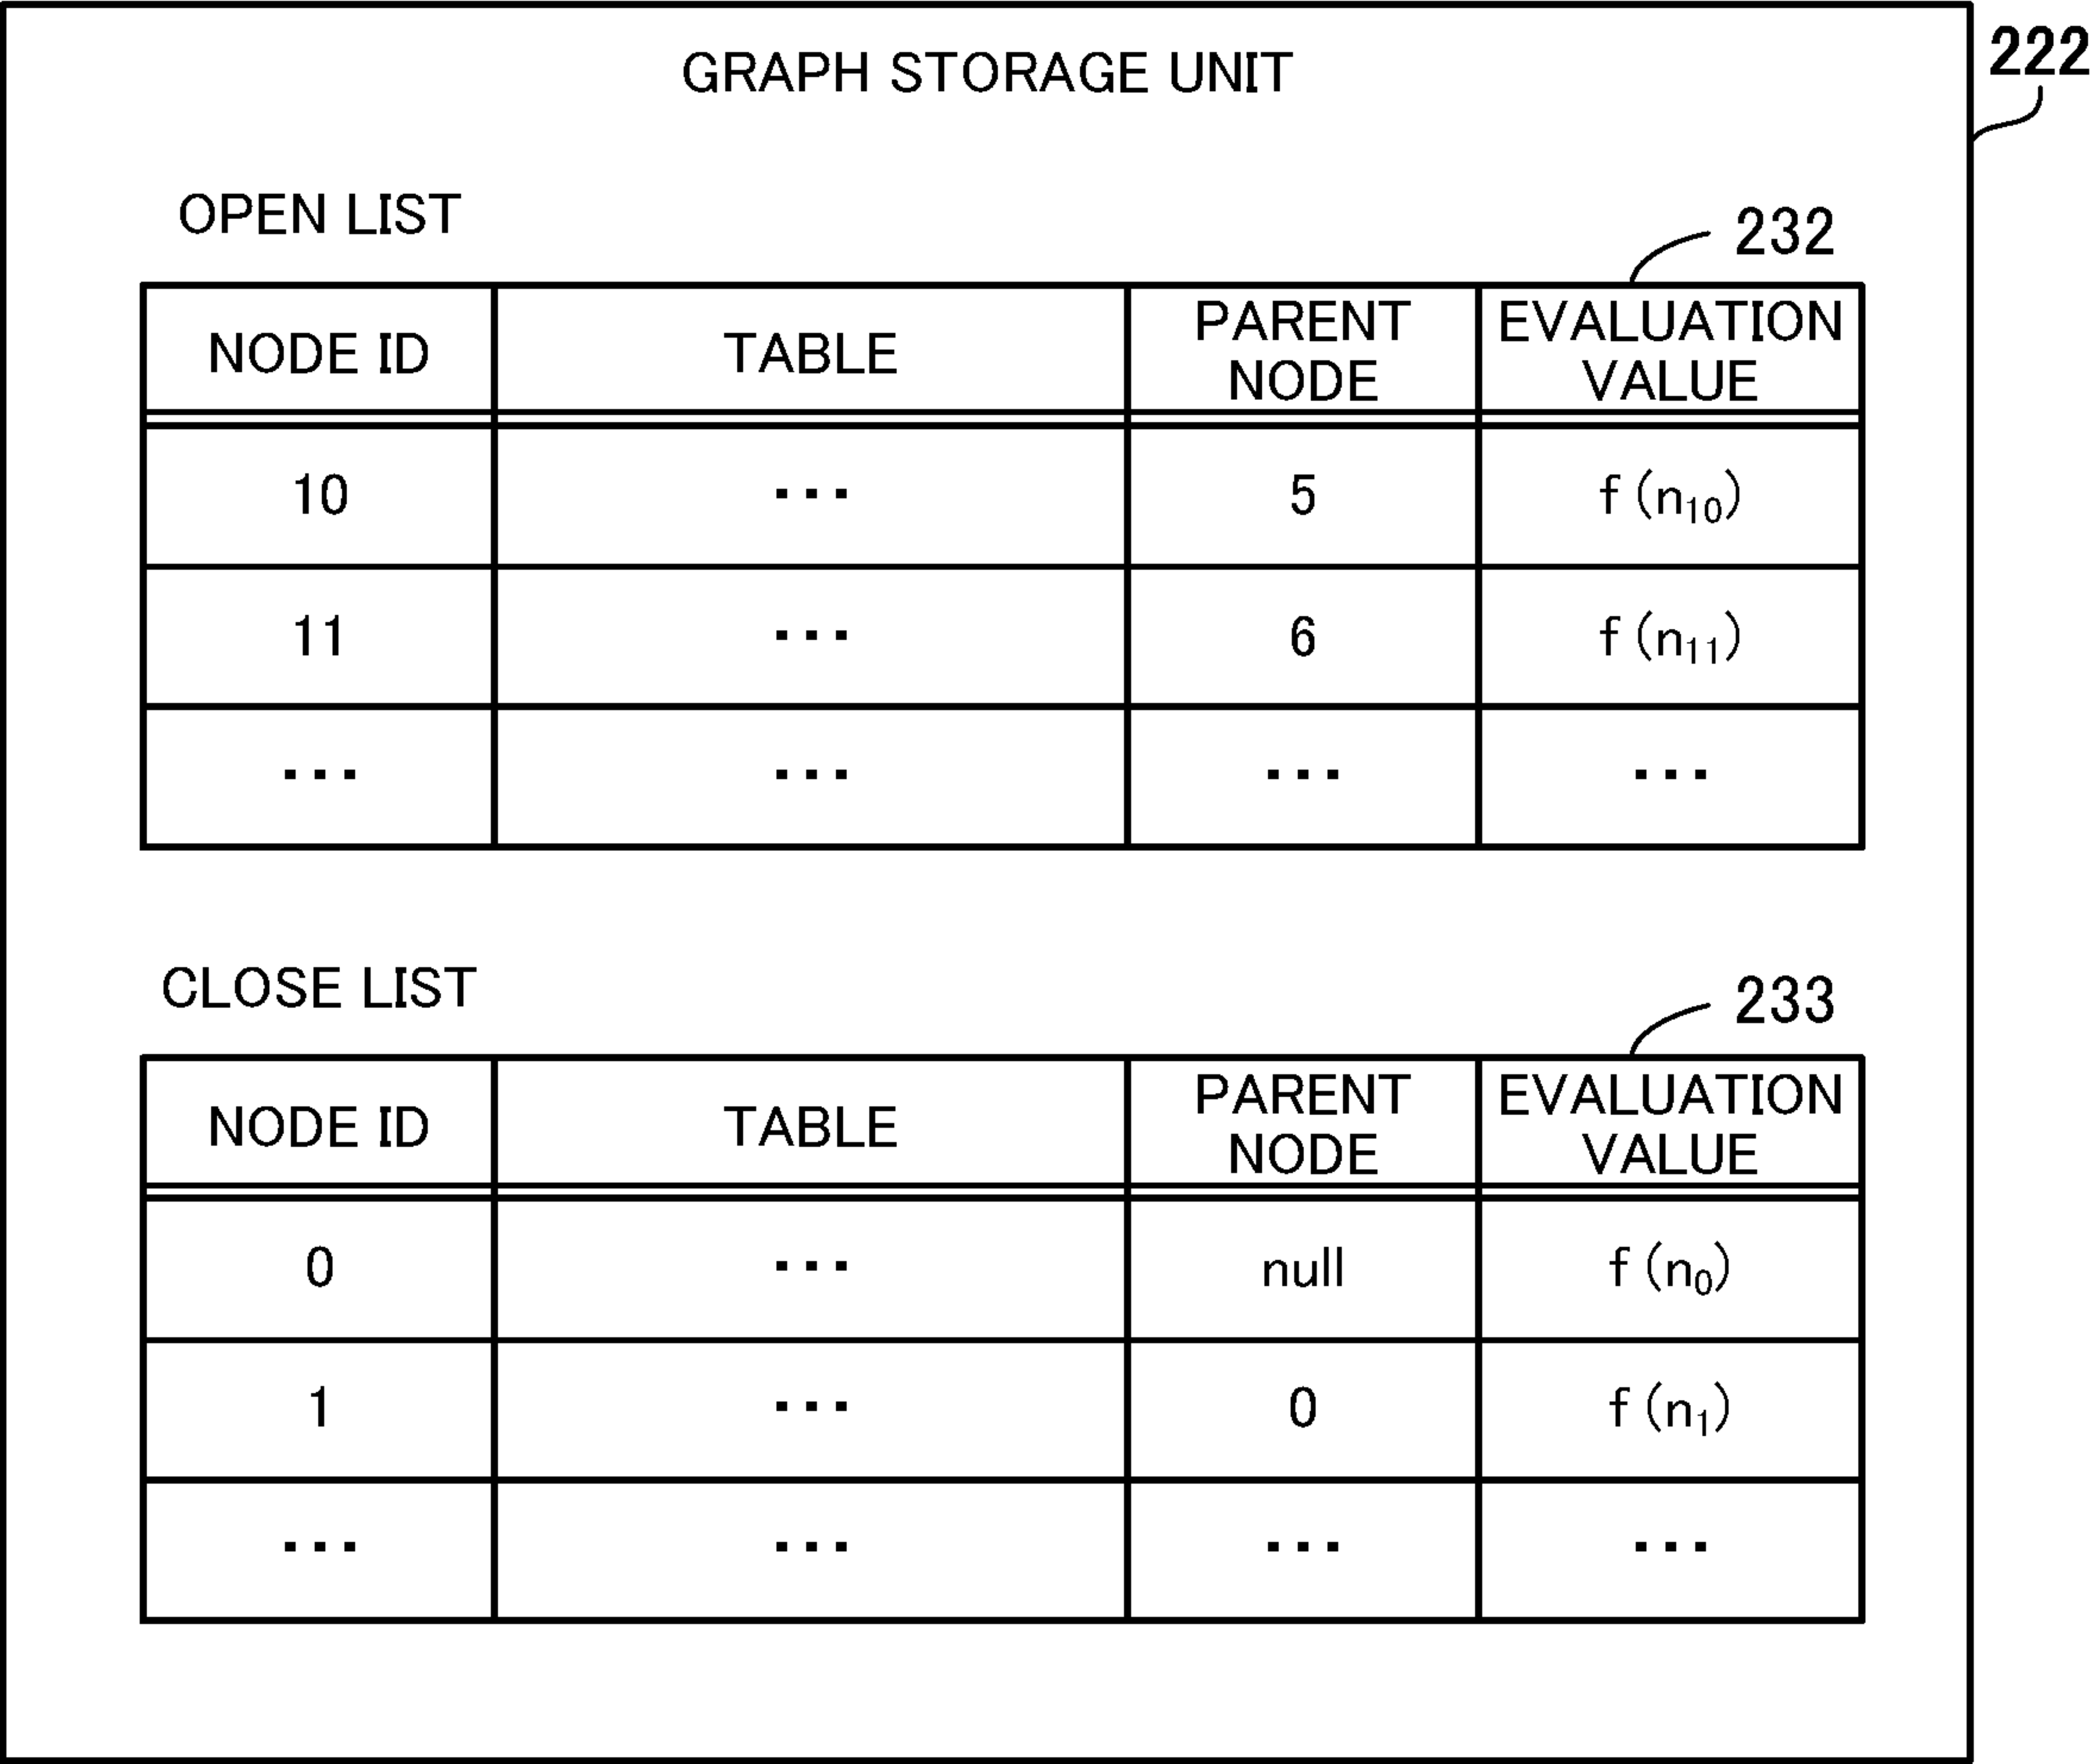 GRAPH STORAGE UNIT
222
OPEN LIST
232
NODE ID TABLE PARENT NODE EVALUATION VALUE
10 ... 5 f(n₁₀)
11 ... 6 f(n₁₁)
... ... ... ...
CLOSE LIST
233
NODE ID TABLE PARENT NODE EVALUATION VALUE
0 ... null f(n₀)
1 ... 0 f(n₁)
... ... ... ...